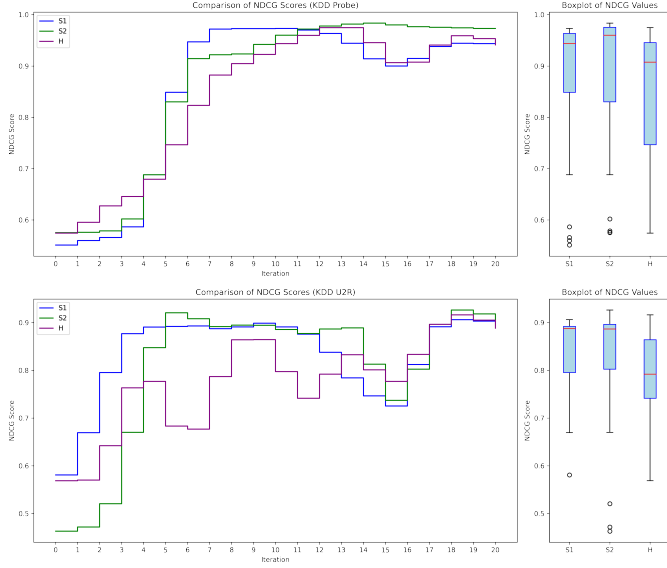 Comparison of NDCG Scores (KDD Probe)
Boxplot of NDCG Values
S1
S2
H
NDCG Score
1.0
0.9
0.8
0.7
0.6
0 1 2 3 4 5 6 7 8 9 10 11 12 13 14 15 16 17 18 19 20
Iteration
NDCG Score
1.0
0.9
0.8
0.7
0.6
S1 S2 H
Comparison of NDCG Scores (KDD U2R)
Boxplot of NDCG Values
S1
S2
H
NDCG Score
0.9
0.8
0.7
0.6
0.5
0 1 2 3 4 5 6 7 8 9 10 11 12 13 14 15 16 17 18 19 20
Iteration
NDCG Score
0.9
0.8
0.7
0.6
0.5
S1 S2 H